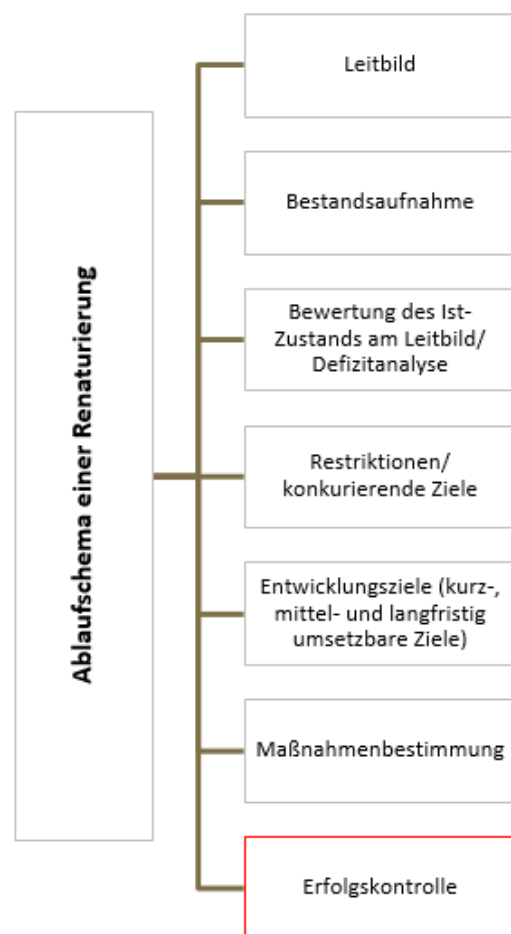 Ablaufschema einer Renaturierung
Leitbild
Bestandsaufnahme
Bewertung des Ist-
Zustands am Leitbild/
Defizitanalyse
Restriktionen/
konkurierende Ziele
Entwicklungsziele (kurz-,
mittel- und langfristig
umsetzbare Ziele)
Maßnahmenbestimmung
Erfolgskontrolle